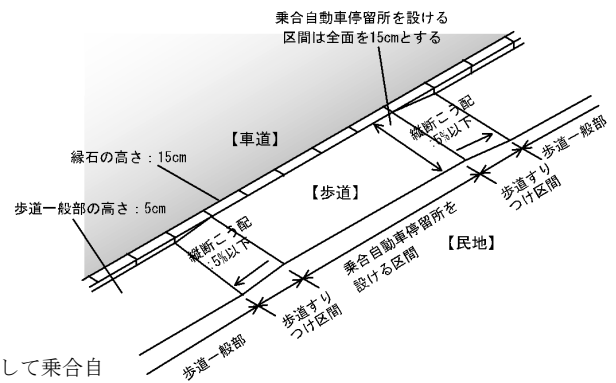 乗合自動車停留所を設ける
区間は全面を15cmとする
【車道】
縁石の高さ：15cm
歩道一般部の高さ：5cm
【歩道】
縦断こう配
5%以下
縦断こう配
5%以下
歩道一般部
歩道すり
つけ区間
乗合自動車停留所を
設ける区間
【民地】
歩道すり
つけ区間
歩道一般部
して乗合自